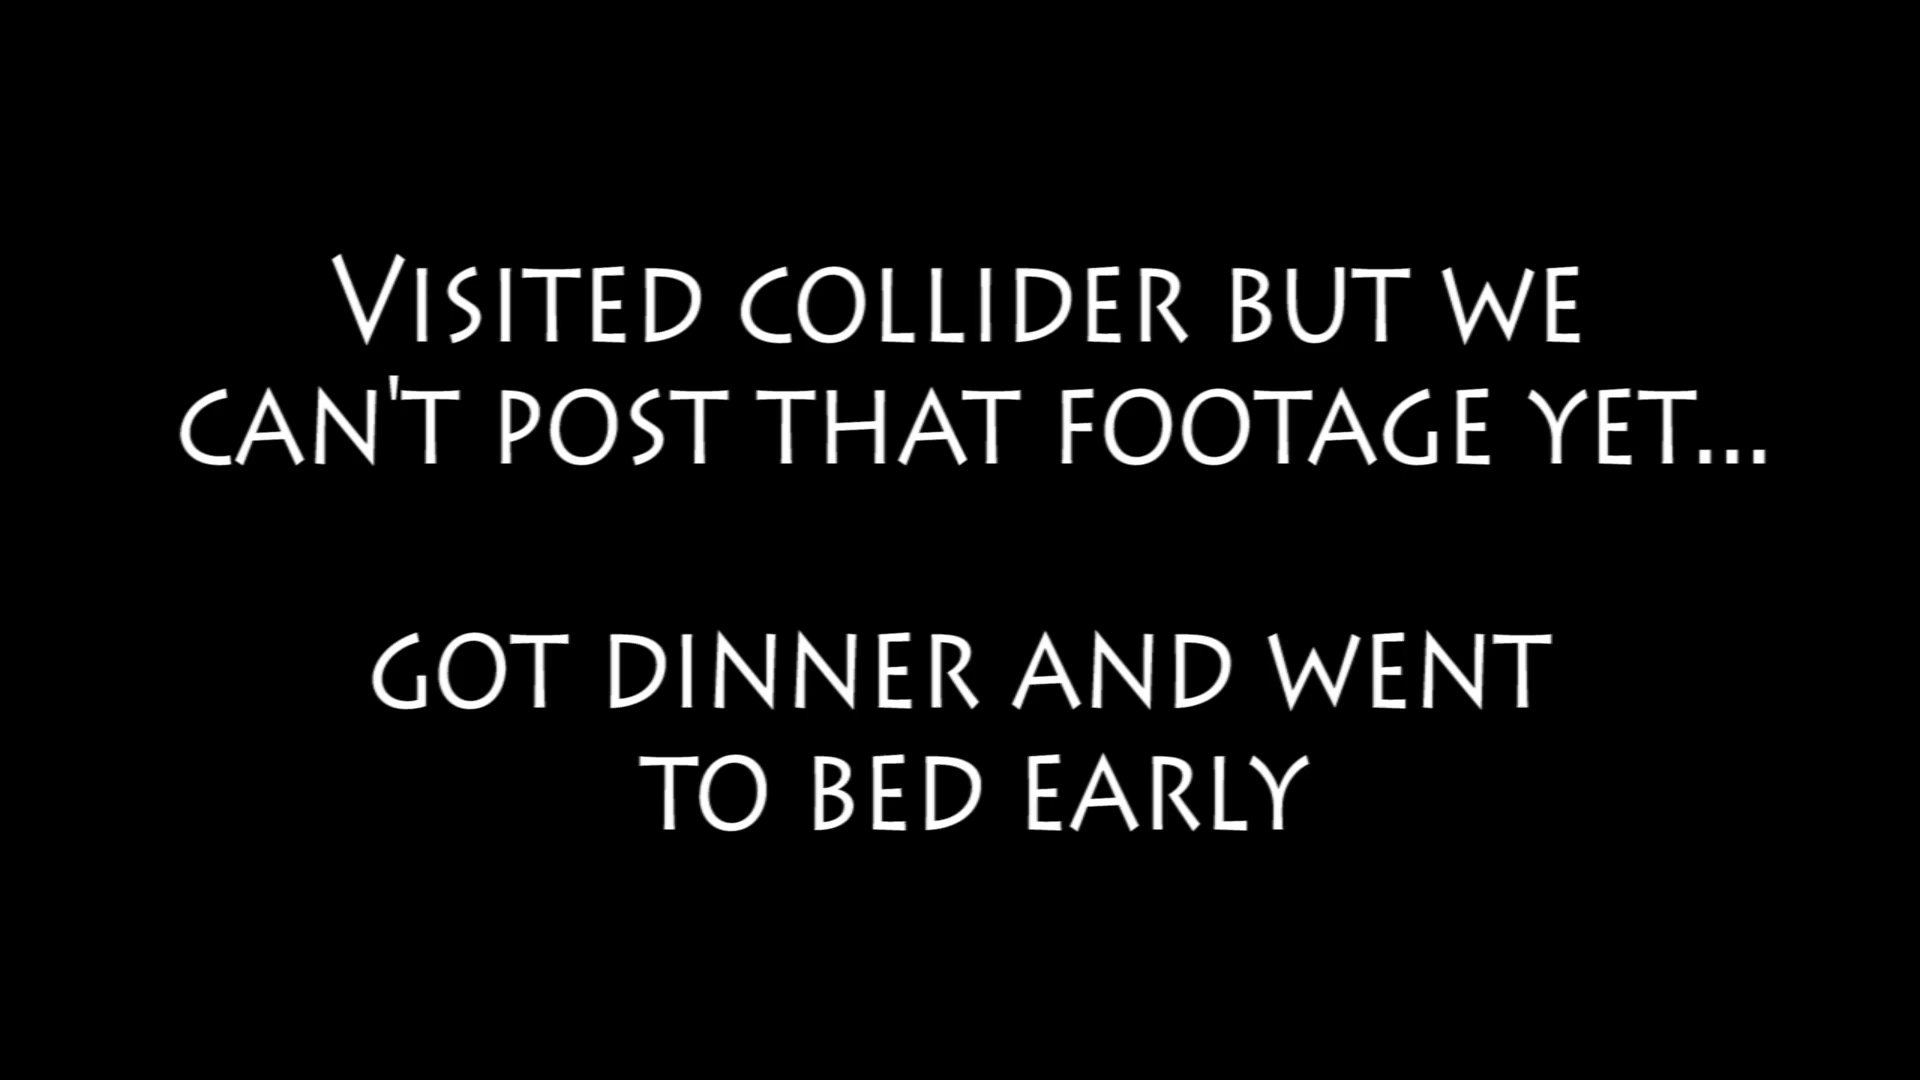 Visited collider but we
can't post that footage yet...
got dinner and went
to bed early